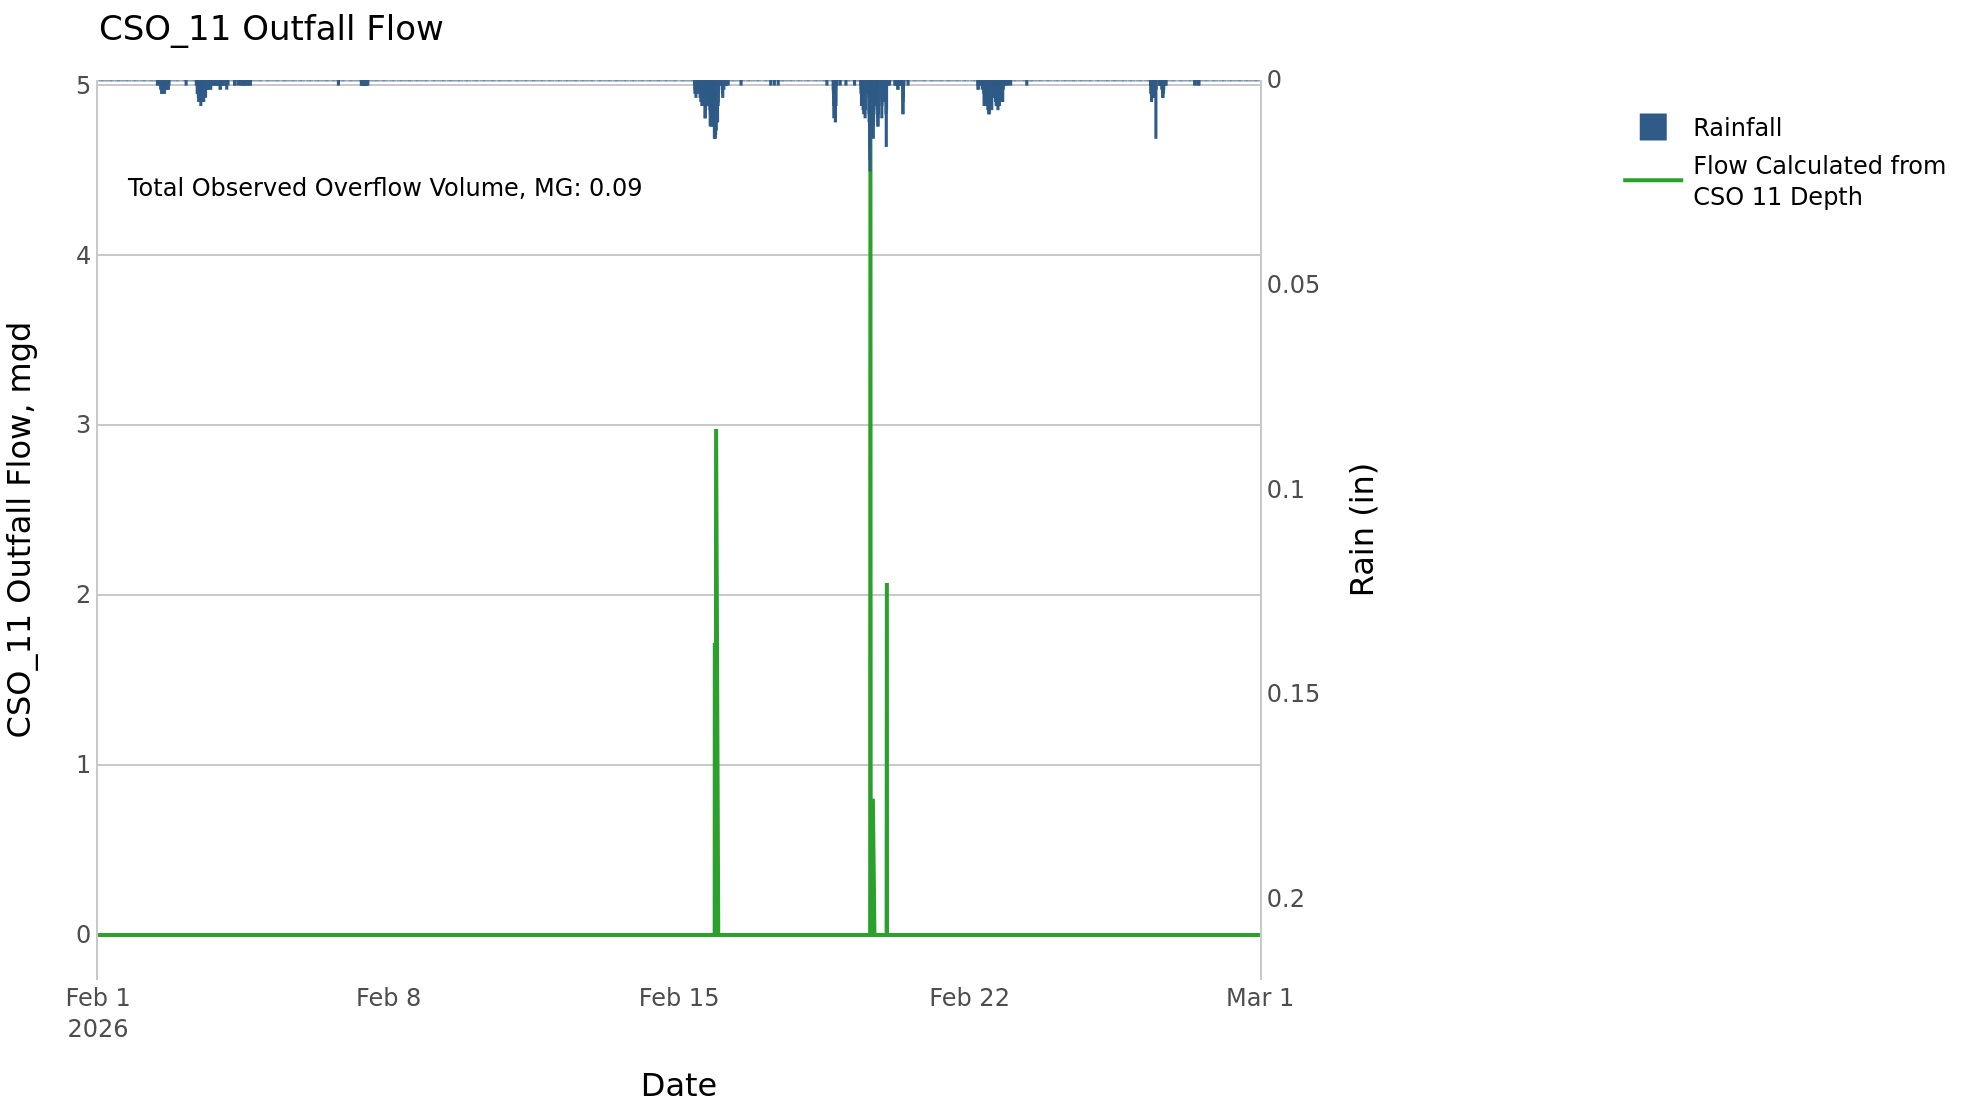 CSO_11 Outfall Flow
5
4
3
2
1
0
CSO_11 Outfall Flow, mgd
Total Observed Overflow Volume, MG: 0.09
0
0.05
0.1
0.15
0.2
Rain (in)
Rainfall
Flow Calculated from
CSO 11 Depth
Feb 1
2026
Feb 8
Feb 15
Feb 22
Mar 1
Date